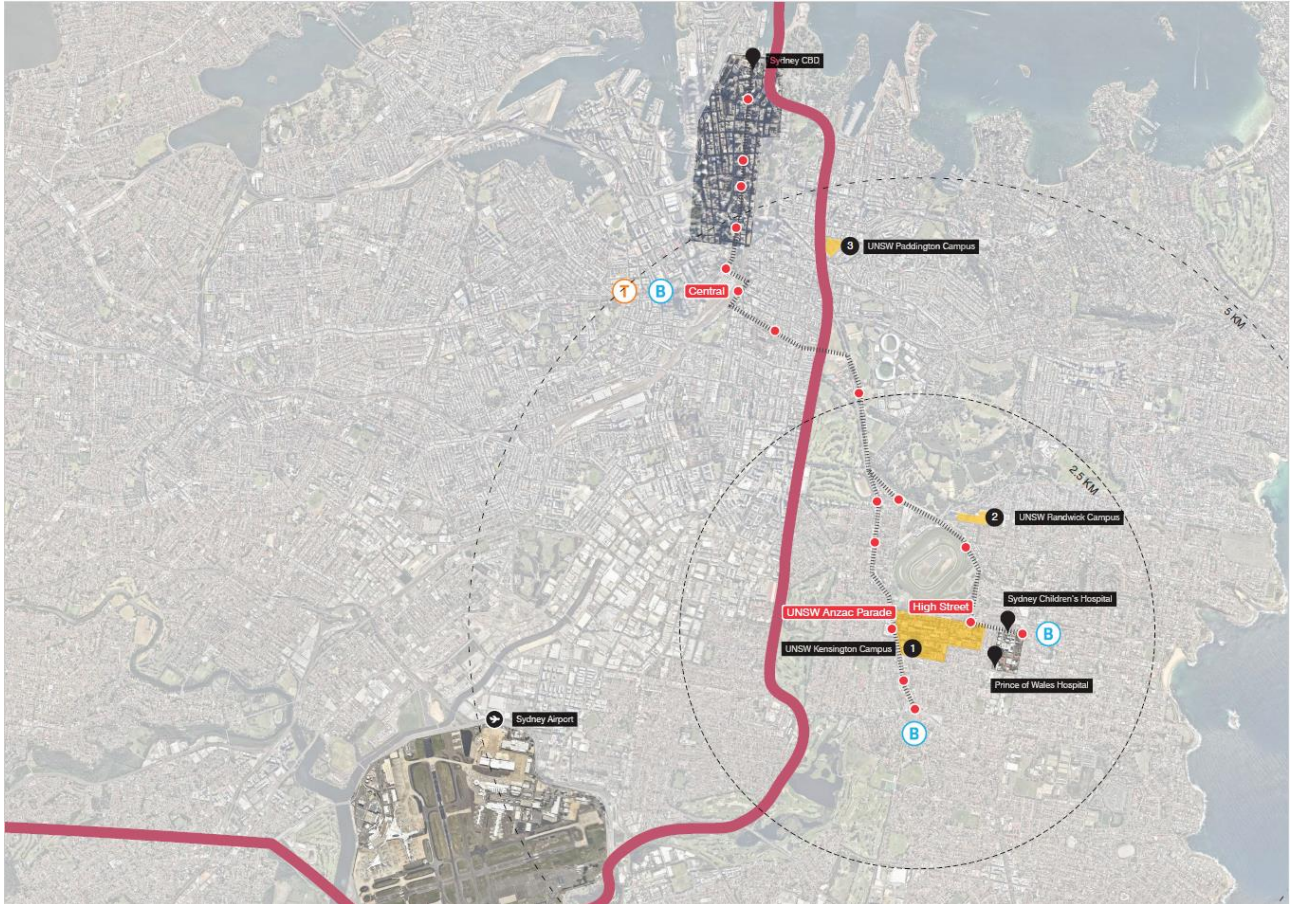 Sydney CBD
3
UNSW Paddington Campus
T
B
Central
5 KM
2.5 KM
2
UNSW Randwick Campus
Sydney Children's Hospital
High Street
UNSW Anzac Parade
B
UNSW Kensington Campus
1
Prince of Wales Hospital
Sydney Airport
B